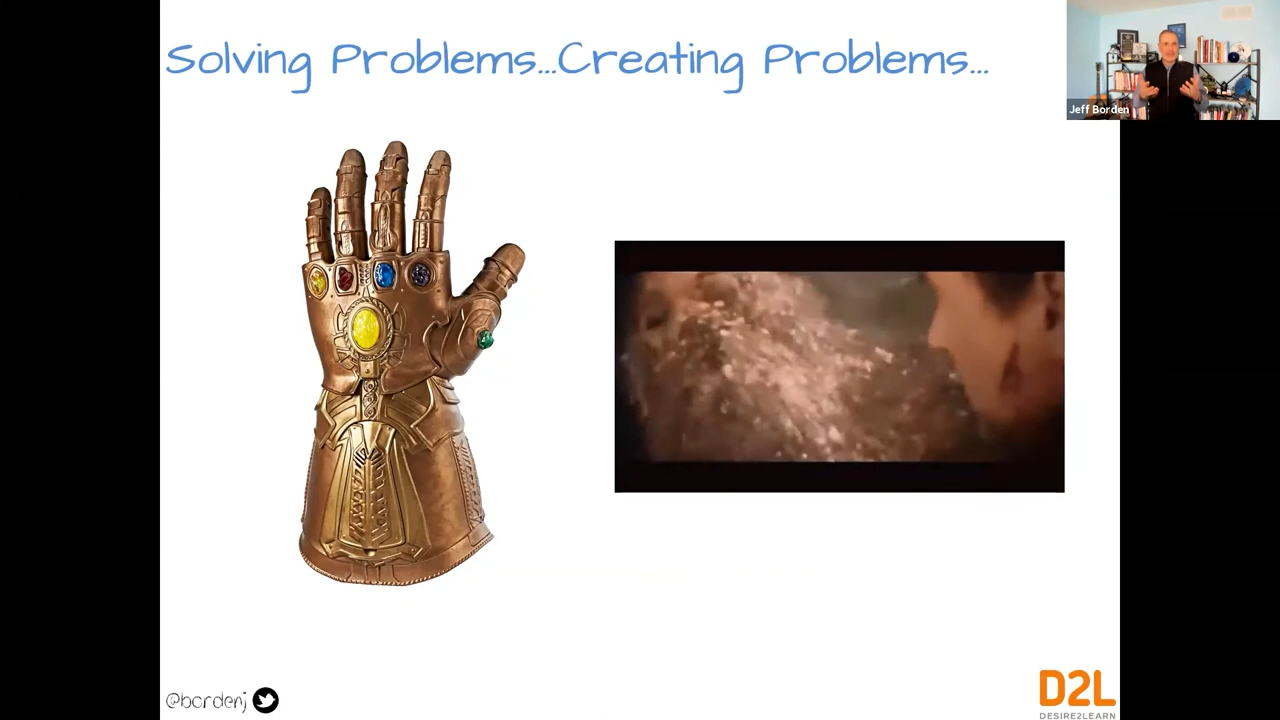 Solving Problems...Creating Problems...
Jeff Borden
@bordenj
D2L
DESIRE2LEARN